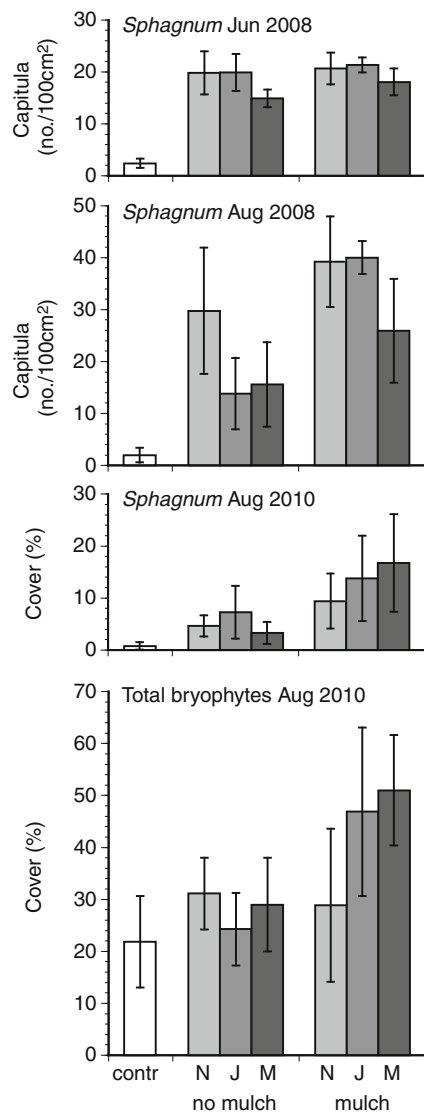 Sphagnum Jun 2008
Capitula
(no./100cm²)
30
20
10
0
Sphagnum Aug 2008
Capitula
(no./100cm²)
50
40
30
20
10
0
Sphagnum Aug 2010
Cover (%)
30
20
10
0
Total bryophytes Aug 2010
Cover (%)
70
60
50
40
30
20
10
0
contr N J M N J M
no mulch mulch